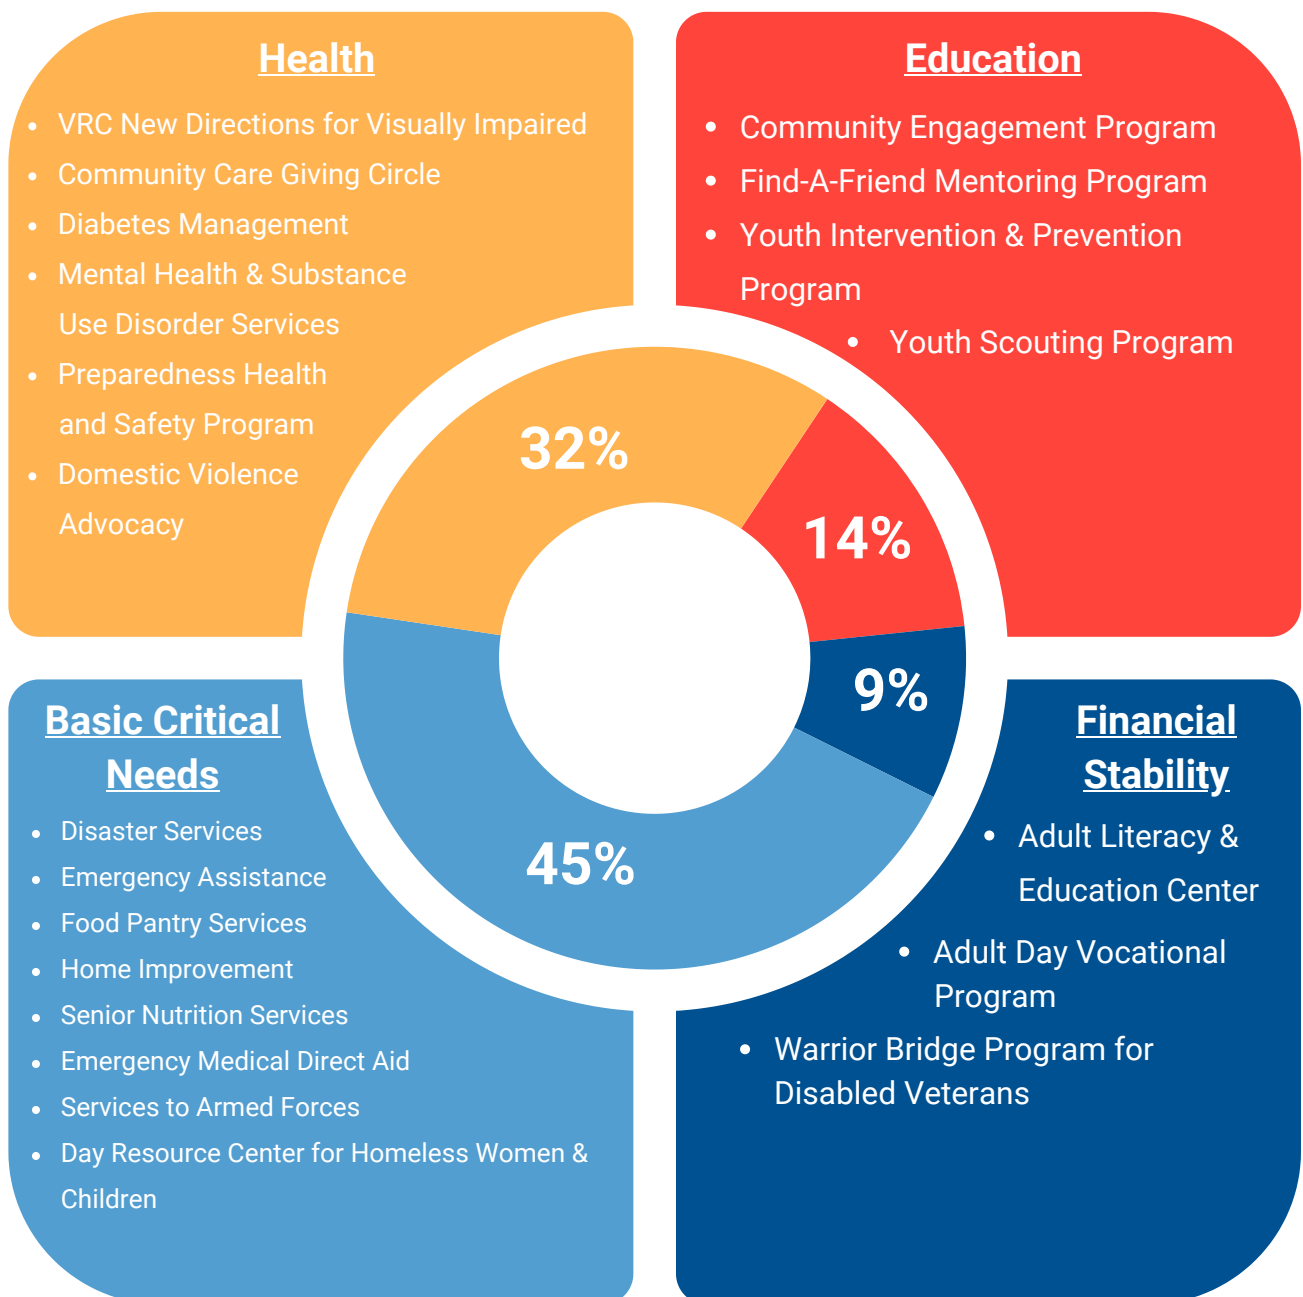 Health
• VRC New Directions for Visually Impaired
• Community Care Giving Circle
• Diabetes Management
• Mental Health & Substance
Use Disorder Services
• Preparedness Health
and Safety Program
• Domestic Violence
Advocacy
Education
• Community Engagement Program
• Find-A-Friend Mentoring Program
• Youth Intervention & Prevention
Program
• Youth Scouting Program
32%
14%
9%
45%
Basic Critical
Needs
• Disaster Services
• Emergency Assistance
• Food Pantry Services
• Home Improvement
• Senior Nutrition Services
• Emergency Medical Direct Aid
• Services to Armed Forces
• Day Resource Center for Homeless Women &
Children
Financial
Stability
• Adult Literacy &
Education Center
• Adult Day Vocational
Program
• Warrior Bridge Program for
Disabled Veterans